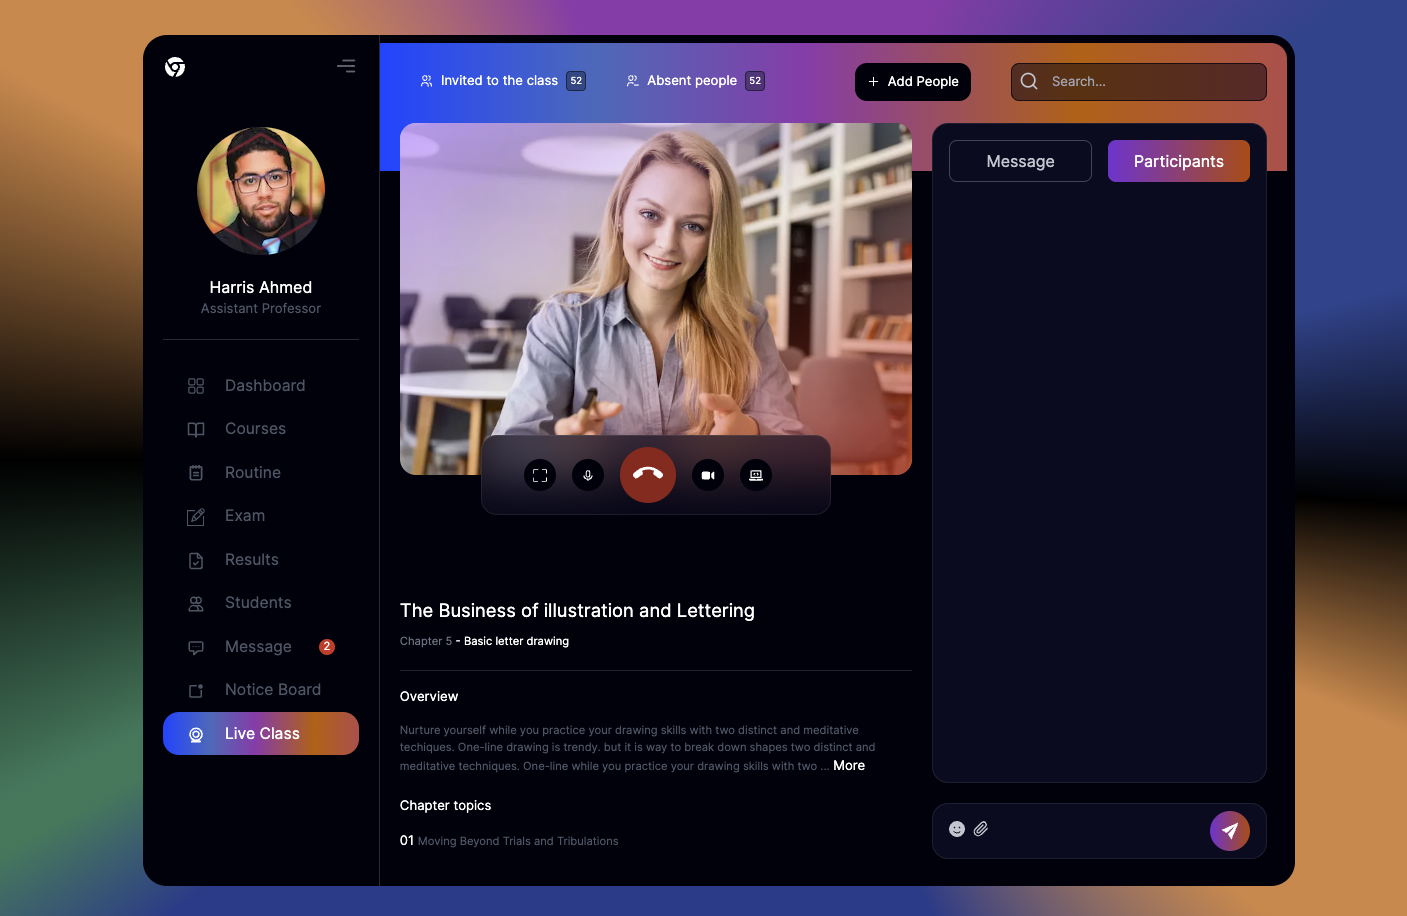 Invited to the class 52
Absent people 52
+ Add People
Search...
Harris Ahmed
Assistant Professor
Dashboard
Courses
Routine
Exam
Results
Students
Message 2
Notice Board
Live Class
The Business of illustration and Lettering
Chapter 5 - Basic letter drawing
Overview
Nurture yourself while you practice your drawing skills with two distinct and meditative
techiques. One-line drawing is trendy. but it is way to break down shapes two distinct and
meditative techniques. One-line while you practice your drawing skills with two ... More
Chapter topics
01 Moving Beyond Trials and Tribulations
Message
Participants